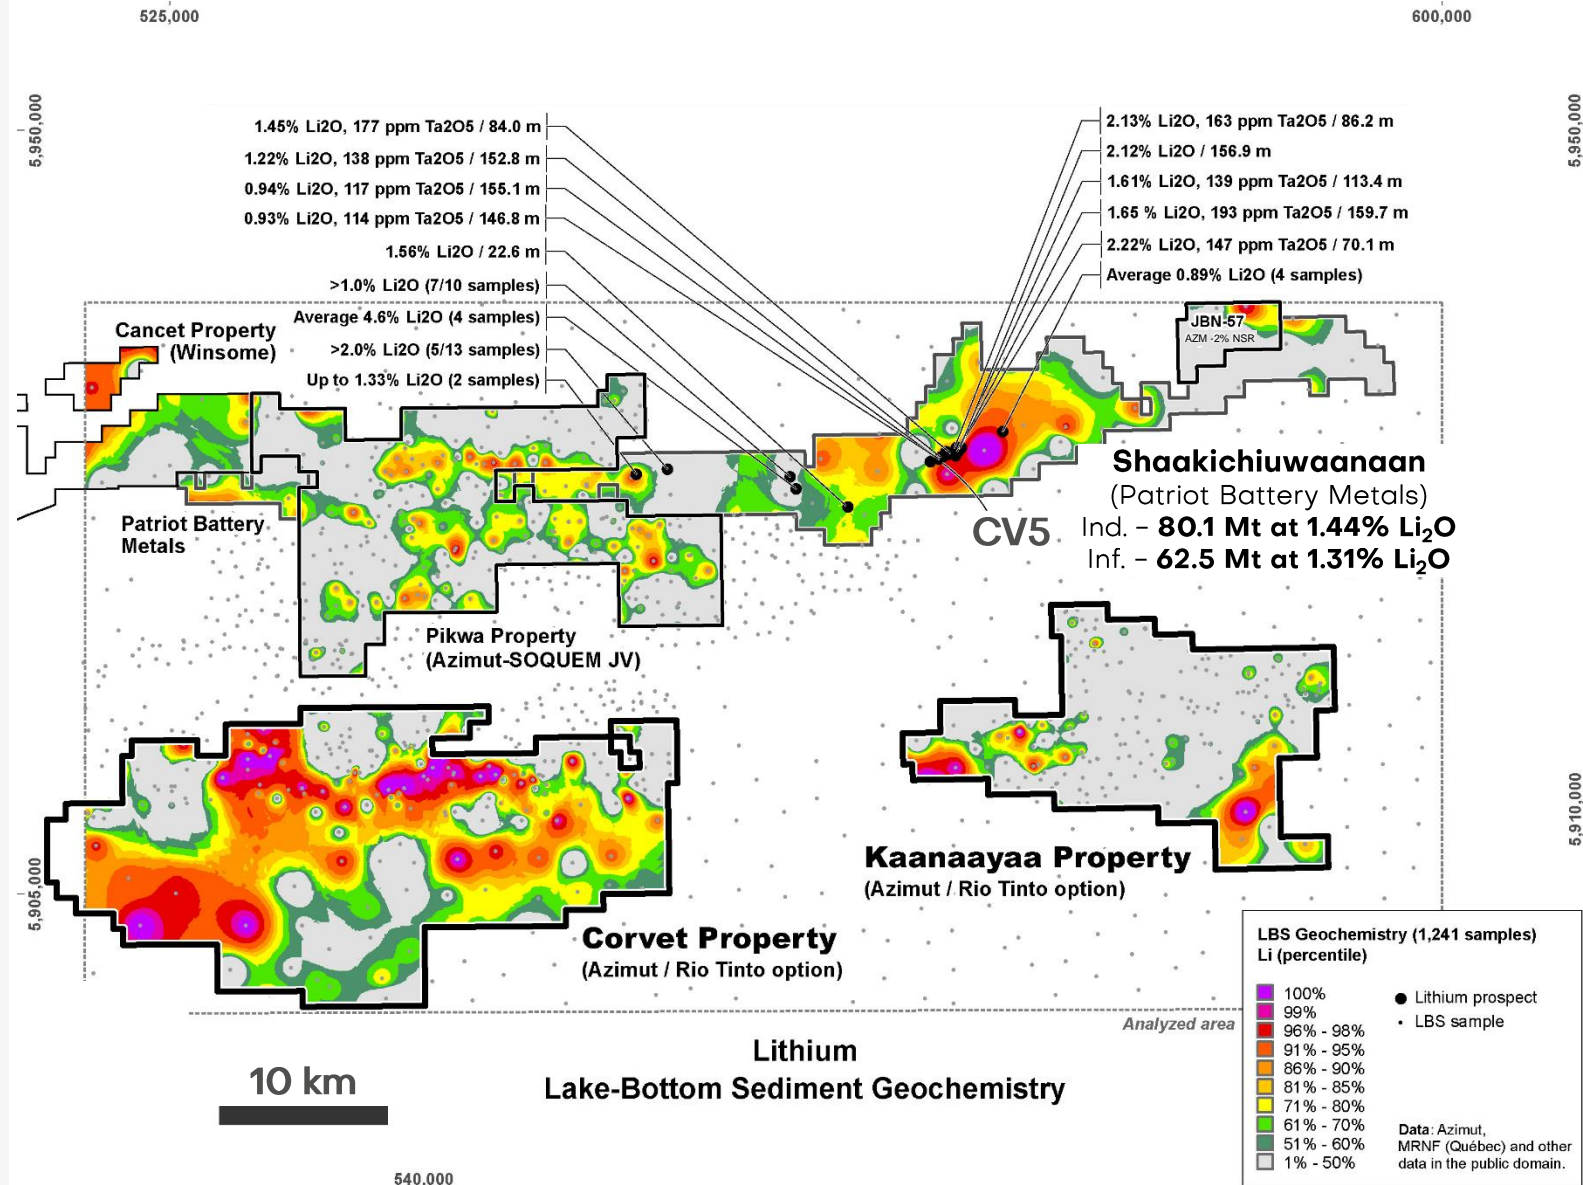 525,000
600,000
5,950,000
5,950,000
1.45% Li2O, 177 ppm Ta2O5 / 84.0 m
1.22% Li2O, 138 ppm Ta2O5 / 152.8 m
0.94% Li2O, 117 ppm Ta2O5 / 155.1 m
0.93% Li2O, 114 ppm Ta2O5 / 146.8 m
1.56% Li2O / 22.6 m
>1.0% Li2O (7/10 samples)
Average 4.6% Li2O (4 samples)
>2.0% Li2O (5/13 samples)
Up to 1.33% Li2O (2 samples)
2.13% Li2O, 163 ppm Ta2O5 / 86.2 m
2.12% Li2O / 156.9 m
1.61% Li2O, 139 ppm Ta2O5 / 113.4 m
1.65 % Li2O, 193 ppm Ta2O5 / 159.7 m
2.22% Li2O, 147 ppm Ta2O5 / 70.1 m
Average 0.89% Li2O (4 samples)
Cancet Property
(Winsome)
JBN-57
AZM -2% NSR
Patriot Battery
Metals
CV5
Shaakichiuwaanaan
(Patriot Battery Metals)
Ind. – 80.1 Mt at 1.44% Li₂O
Inf. – 62.5 Mt at 1.31% Li₂O
Pikwa Property
(Azimut-SOQUEM JV)
5,910,000
5,905,000
Kaanaayaa Property
(Azimut / Rio Tinto option)
Corvet Property
(Azimut / Rio Tinto option)
Analyzed area
Lithium
Lake-Bottom Sediment Geochemistry
10 km
540,000
LBS Geochemistry (1,241 samples)
Li (percentile)
100%
99%
96% - 98%
91% - 95%
86% - 90%
81% - 85%
71% - 80%
61% - 70%
51% - 60%
1% - 50%
Lithium prospect
LBS sample
Data: Azimut,
MRNF (Québec) and other
data in the public domain.